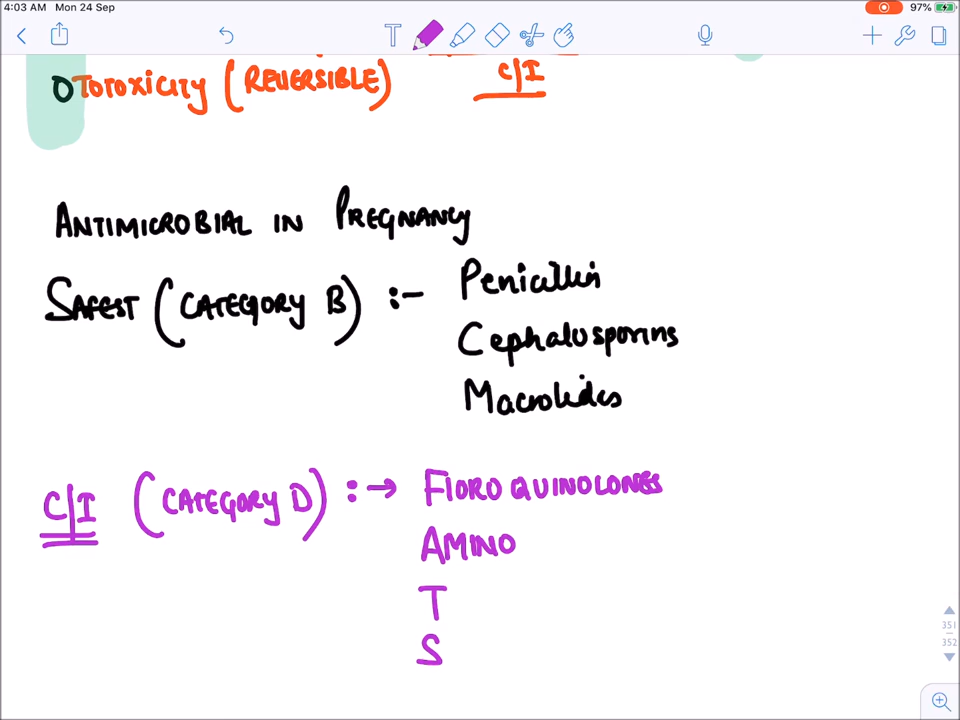 4:03 AM Mon 24 Sep
97%
OTOTOXICITY (REVERSIBLE)
C/I
ANTIMICROBIAL IN PREGNANCY
SAFEST (CATEGORY B) :- Penicillin
Cephalosporins
Macrolides
C/I (CATEGORY D) :→ FlOROQUINOLONES
AMINO
T
S
351
352